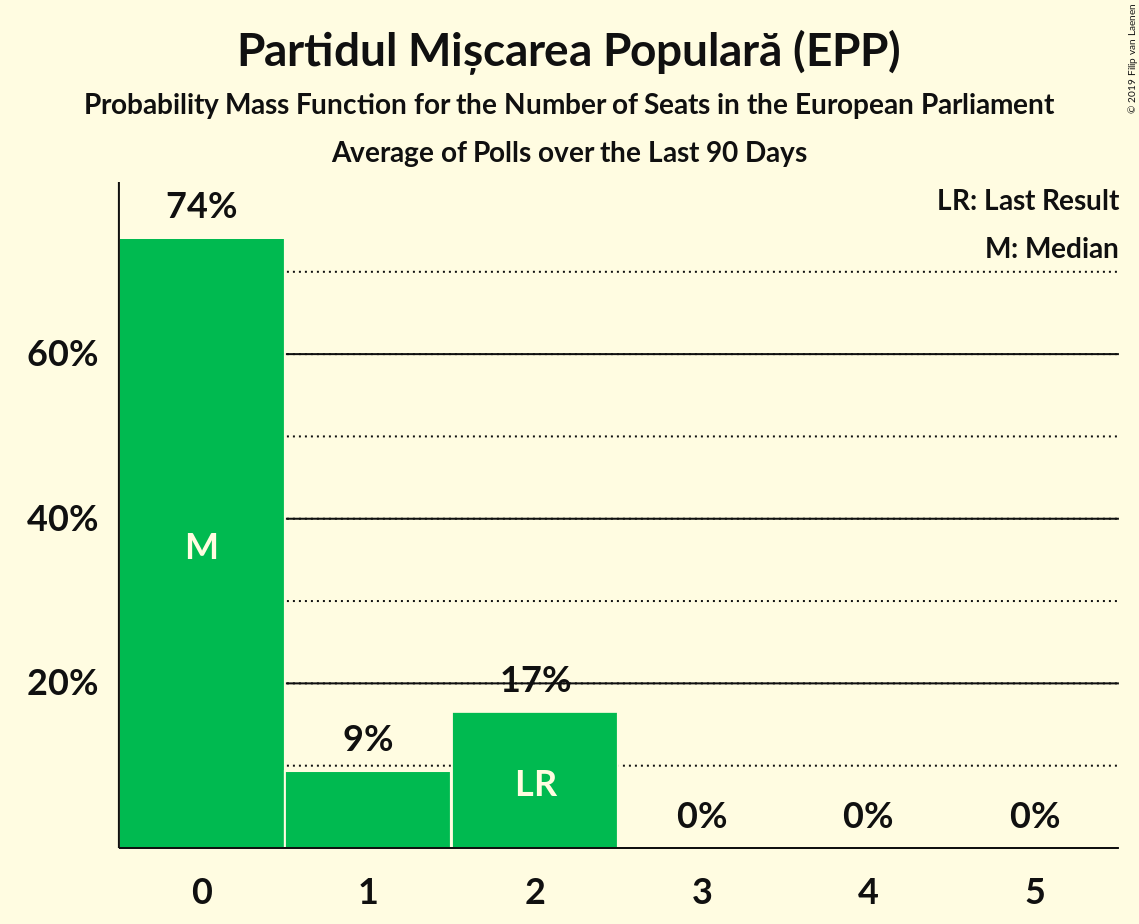 Partidul Mișcarea Populară (EPP)
Probability Mass Function for the Number of Seats in the European Parliament
Average of Polls over the Last 90 Days
© 2019 Filip van Laenen
LR: Last Result
M: Median
74%
60%
M
40%
20%
17%
9%
LR
0%
0%
0%
0
1
2
3
4
5